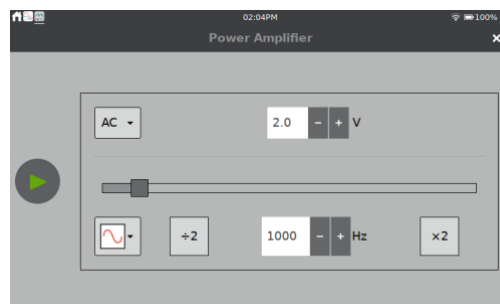 02:04PM
100%
Power Amplifier
×
AC
2.0 − + V
÷2
1000 − + Hz
×2